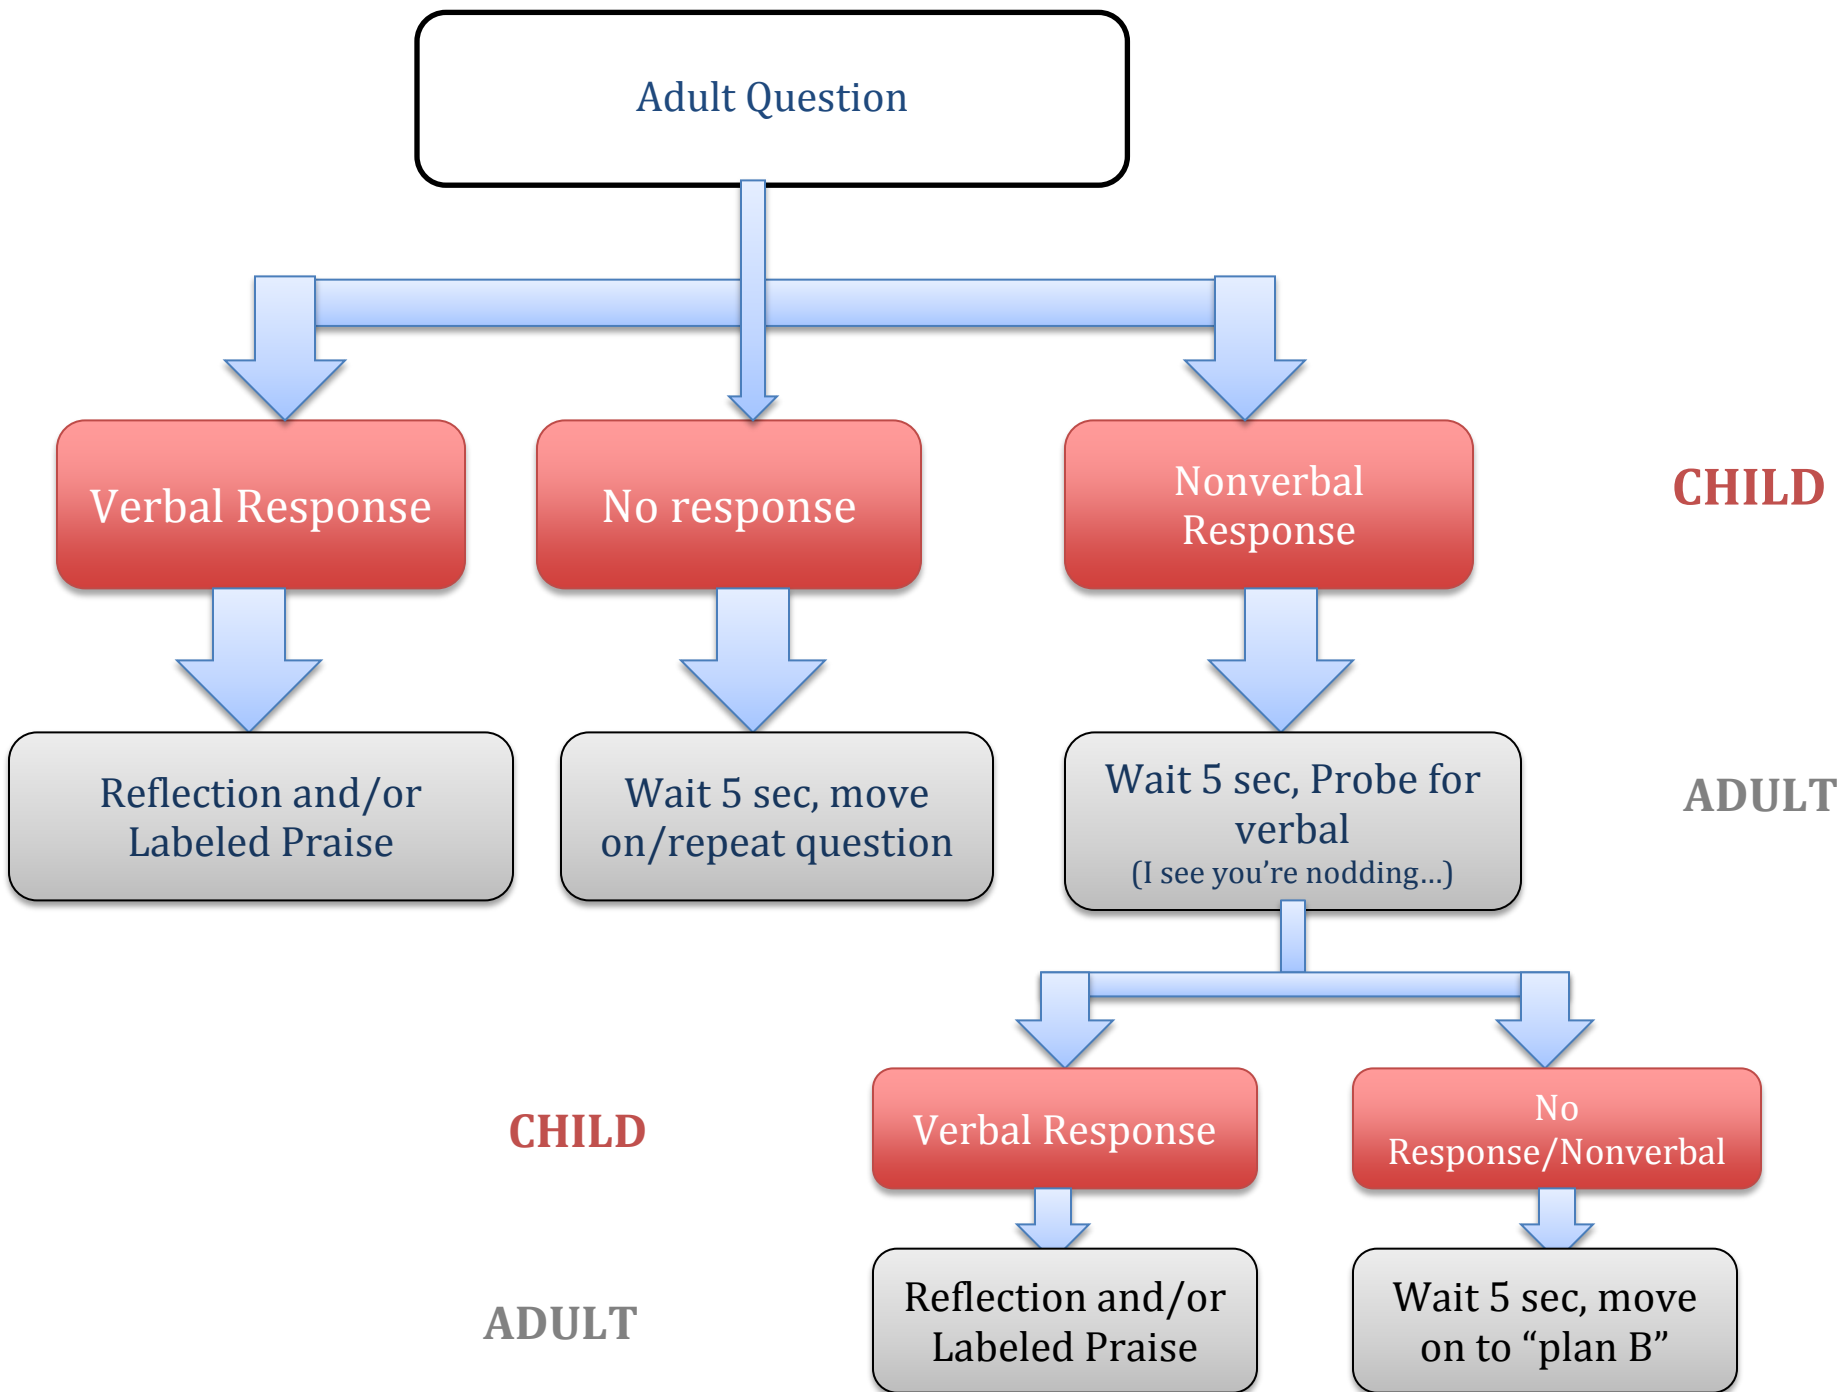 Adult Question
Verbal Response
No response
Nonverbal
Response
CHILD
Reflection and/or
Labeled Praise
Wait 5 sec, move
on/repeat question
Wait 5 sec, Probe for
verbal
(I see you’re nodding…)
ADULT
CHILD
Verbal Response
No
Response/Nonverbal
ADULT
Reflection and/or
Labeled Praise
Wait 5 sec, move
on to “plan B”